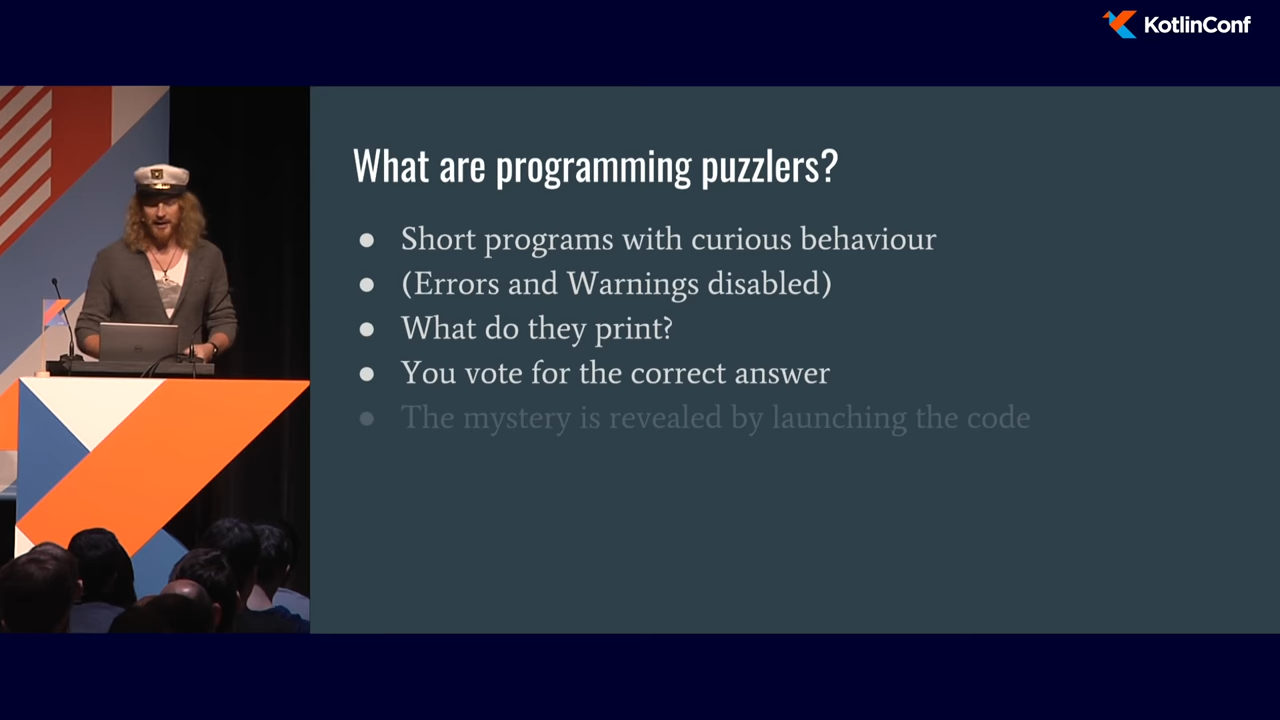 KotlinConf
What are programming puzzlers?
● Short programs with curious behaviour
● (Errors and Warnings disabled)
● What do they print?
● You vote for the correct answer
● The mystery is revealed by launching the code